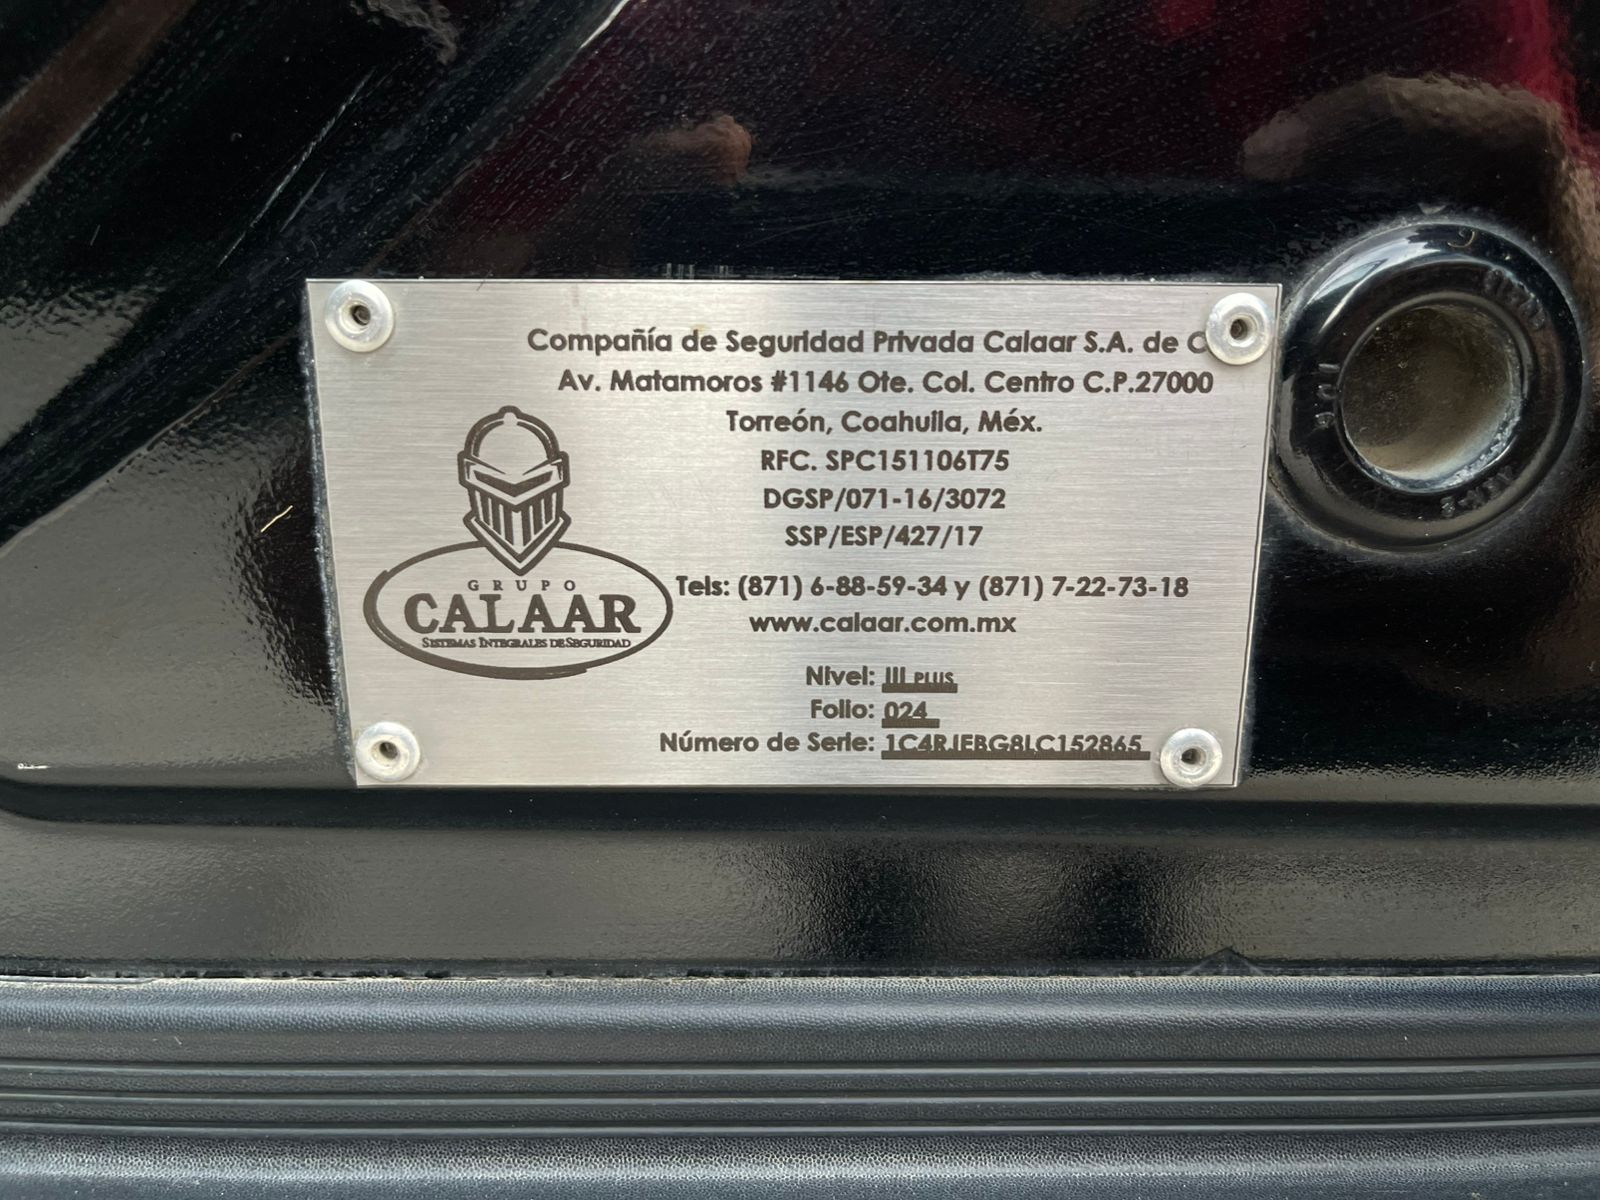 Compañía de Seguridad Privada Calaar S.A. de C
Av. Matamoros #1146 Ote. Col. Centro C.P.27000
Torreón, Coahuila, Méx.
RFC. SPC151106T75
DGSP/071-16/3072
SSP/ESP/427/17
GRUPO
CALAAR
SISTEMAS INTEGRALES DE SEGURIDAD
Tels: (871) 6-88-59-34 y (871) 7-22-73-18
www.calaar.com.mx
Nivel: III PLUS
Folio: 024
Número de Serie: 1C4RJEBG8LC152865